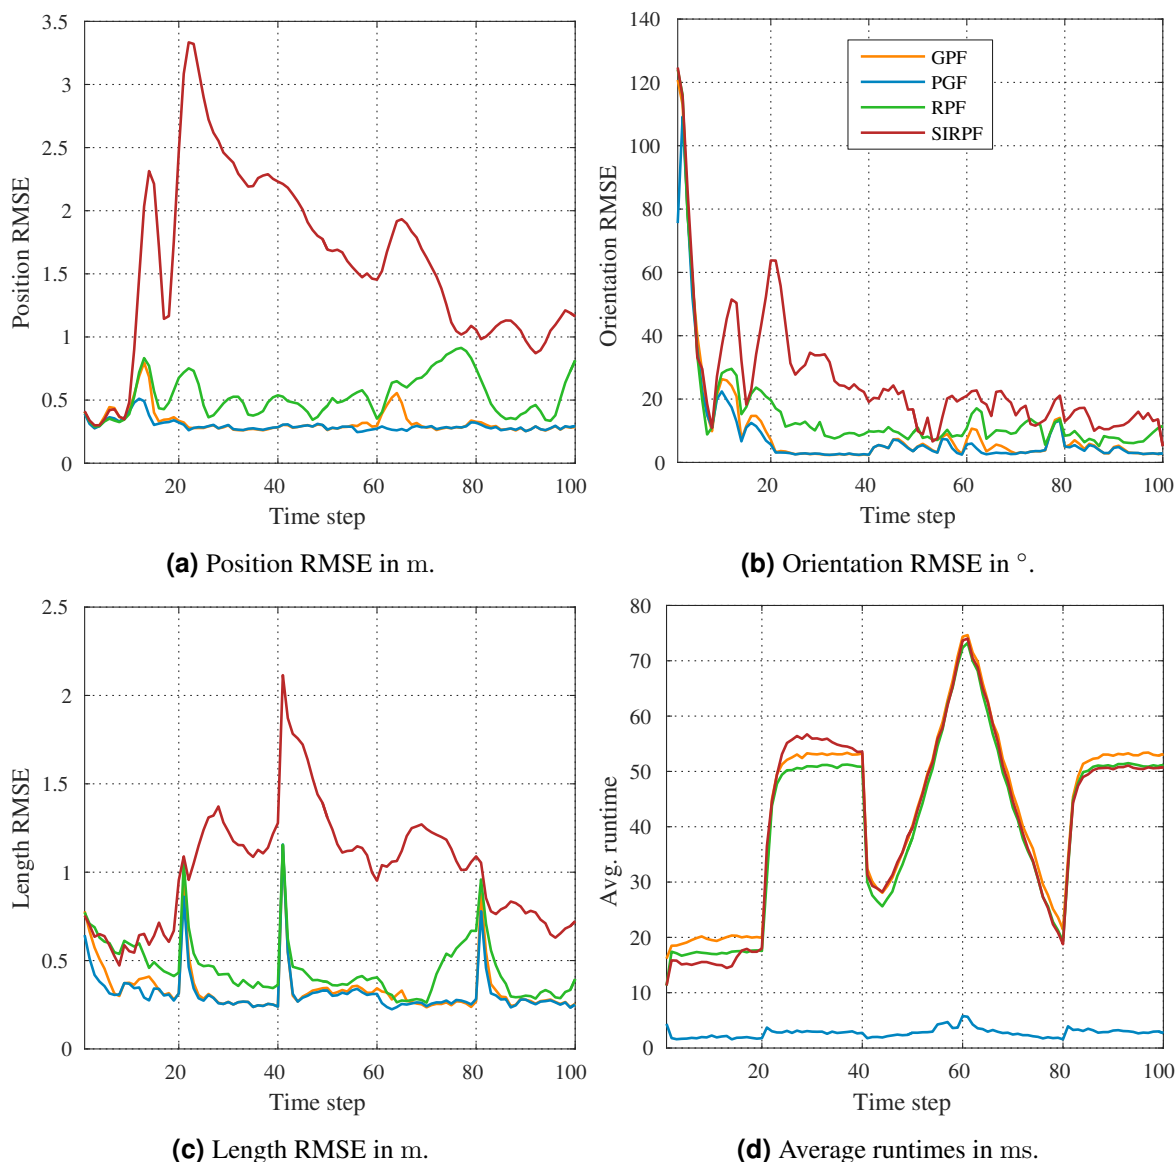 3.5
3
2.5
2
1.5
1
0.5
0
Position RMSE
20 40 60 80 100
Time step
(a) Position RMSE in m.
140
120
100
80
60
40
20
0
Orientation RMSE
GPF
PGF
RPF
SIRPF
20 40 60 80 100
Time step
(b) Orientation RMSE in °.
2.5
2
1.5
1
0.5
0
Length RMSE
20 40 60 80 100
Time step
(c) Length RMSE in m.
80
70
60
50
40
30
20
10
0
Avg. runtime
20 40 60 80 100
Time step
(d) Average runtimes in ms.